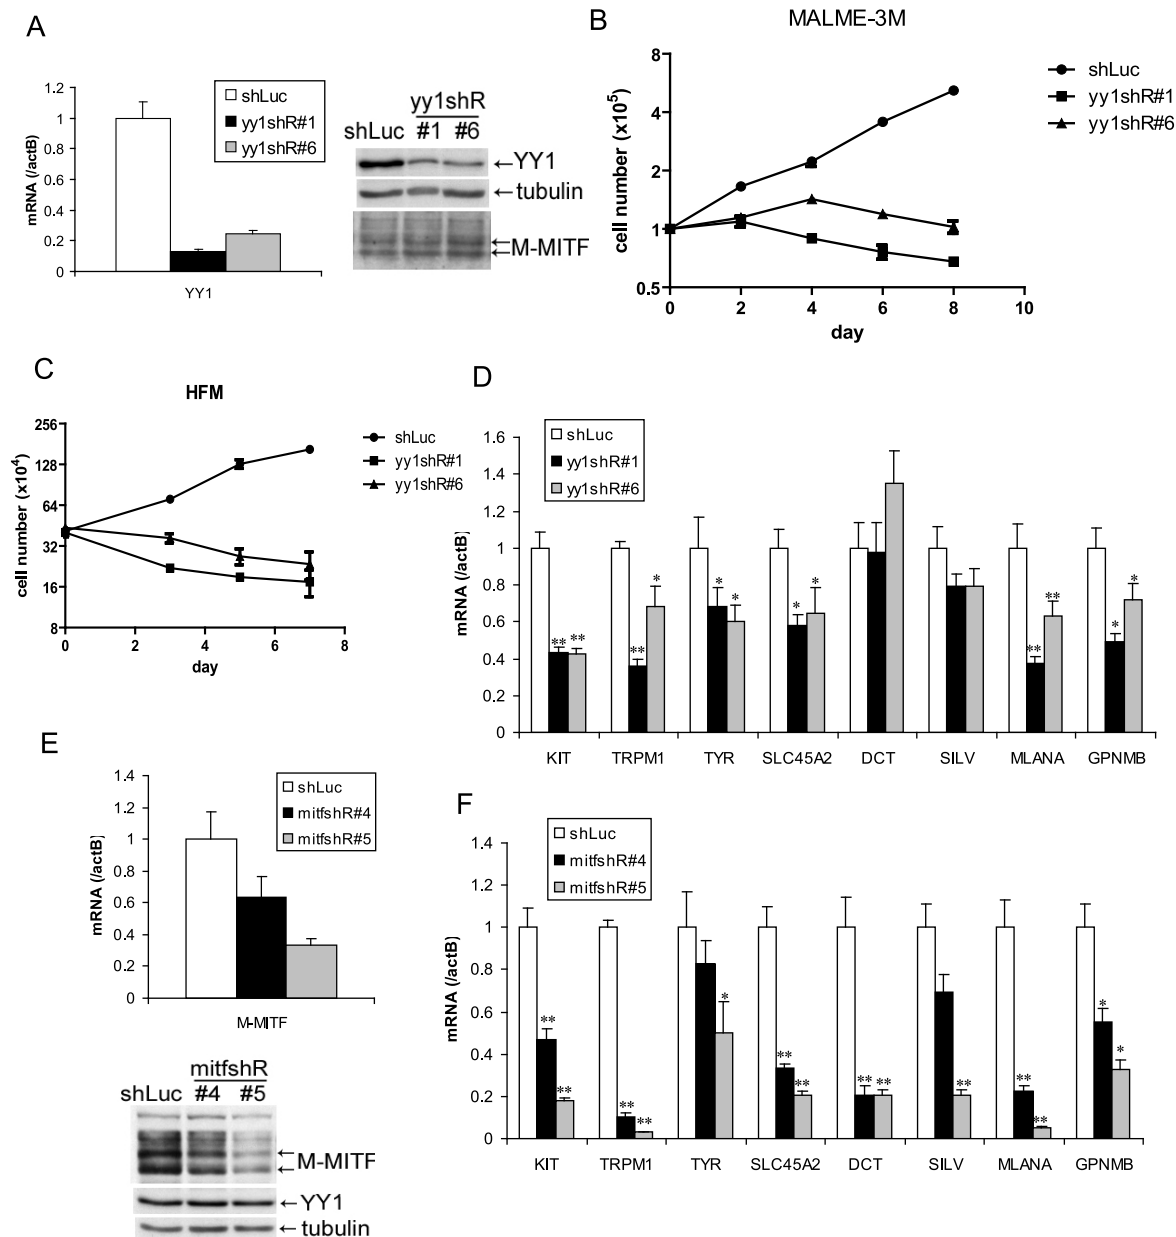 A
mRNA (/actB)
1.2
1
0.8
0.6
0.4
0.2
0
shLuc
yy1shR#1
yy1shR#6
YY1
yy1shR
shLuc #1 #6
←YY1
←tubulin
M-MITF
B
MALME-3M
cell number (x10⁵)
8
4
2
1
0.5
0 2 4 6 8 10
day
shLuc
yy1shR#1
yy1shR#6
C
HFM
cell number (x10⁴)
256
128
64
32
16
8
0 2 4 6 8
day
shLuc
yy1shR#1
yy1shR#6
D
mRNA (/actB)
1.6
1.4
1.2
1
0.8
0.6
0.4
0.2
0
shLuc
yy1shR#1
yy1shR#6
** ** ** * * * * * ** ** * *
KIT TRPM1 TYR SLC45A2 DCT SILV MLANA GPNMB
E
mRNA (/actB)
1.4
1.2
1
0.8
0.6
0.4
0.2
0
shLuc
mitfshR#4
mitfshR#5
M-MITF
mitfshR
shLuc #4 #5
M-MITF
←YY1
←tubulin
F
mRNA (/actB)
1.4
1.2
1
0.8
0.6
0.4
0.2
0
shLuc
mitfshR#4
mitfshR#5
** ** ** ** * ** ** ** ** ** ** ** * *
KIT TRPM1 TYR SLC45A2 DCT SILV MLANA GPNMB